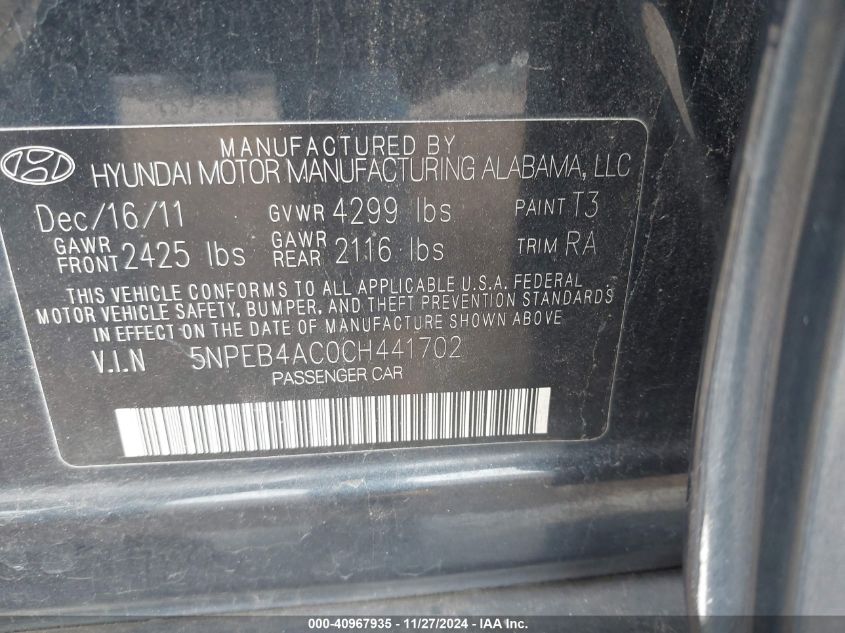 MANUFACTURED BY
HYUNDAI MOTOR MANUFACTURING ALABAMA, LLC
Dec/16/11 GVWR 4299 lbs PAINT T3
GAWR FRONT 2425 lbs GAWR REAR 2116 lbs TRIM RA
THIS VEHICLE CONFORMS TO ALL APPLICABLE U.S.A. FEDERAL
MOTOR VEHICLE SAFETY, BUMPER, AND THEFT PREVENTION STANDARDS
IN EFFECT ON THE DATE OF MANUFACTURE SHOWN ABOVE
V.I.N 5NPEB4AC0CH441702
PASSENGER CAR
000-40967935 - 11/27/2024 - USA, Inc